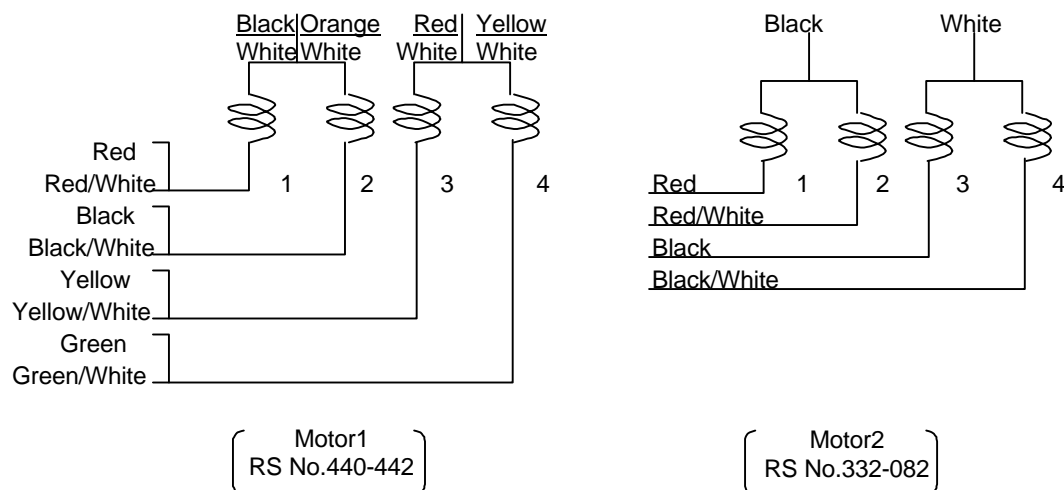 Black Orange Red Yellow
White White White White
Red
Red/White
Black
Black/White
Yellow
Yellow/White
Green
Green/White
1 2 3 4
Motor1
RS No.440-442
Black White
1 2 3 4
Red
Red/White
Black
Black/White
Motor2
RS No.332-082